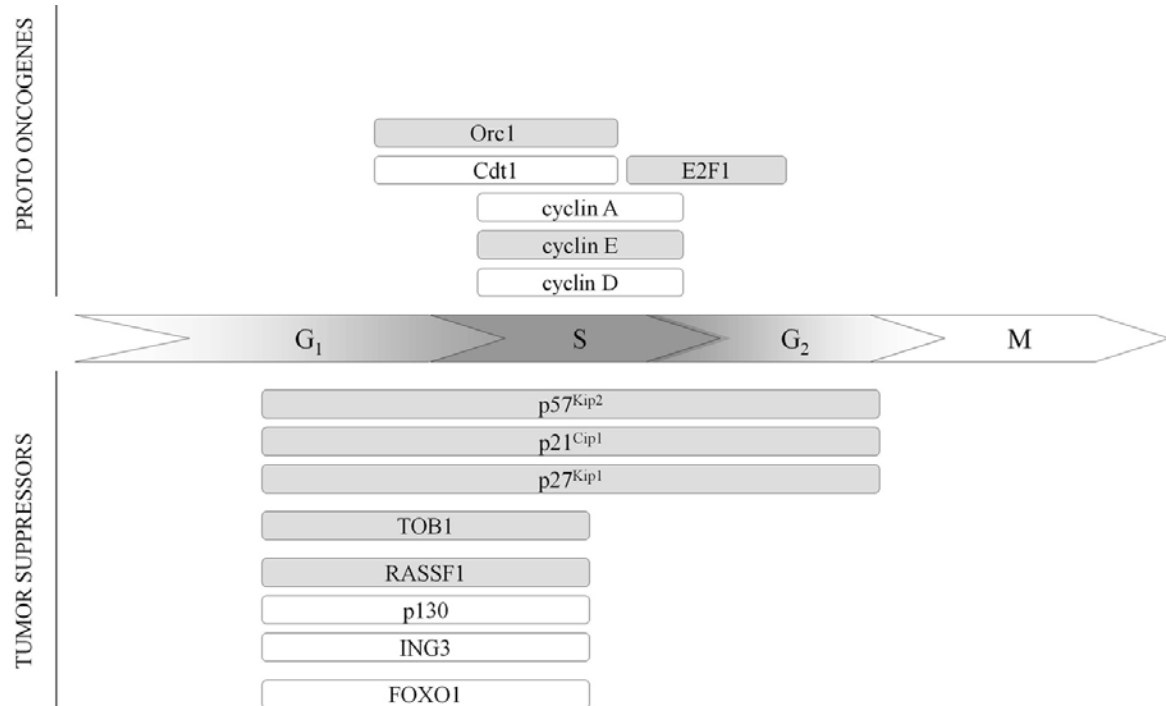 PROTO ONCOGENES
Orc1
Cdt1
E2F1
cyclin A
cyclin E
cyclin D
G₁
S
G₂
M
TUMOR SUPPRESSORS
p57ᴷⁱᵖ²
p21ᶜⁱᵖ¹
p27ᴷⁱᵖ¹
TOB1
RASSF1
p130
ING3
FOXO1